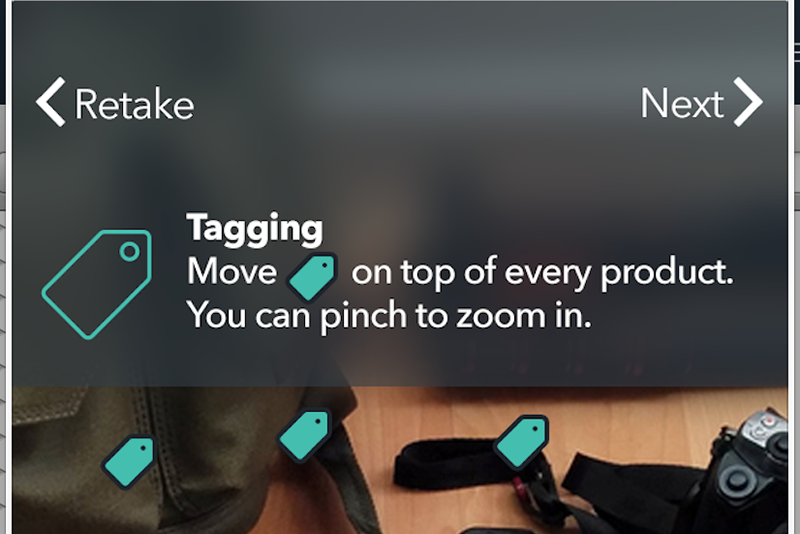 Retake
Next
Tagging
Move on top of every product.
You can pinch to zoom in.